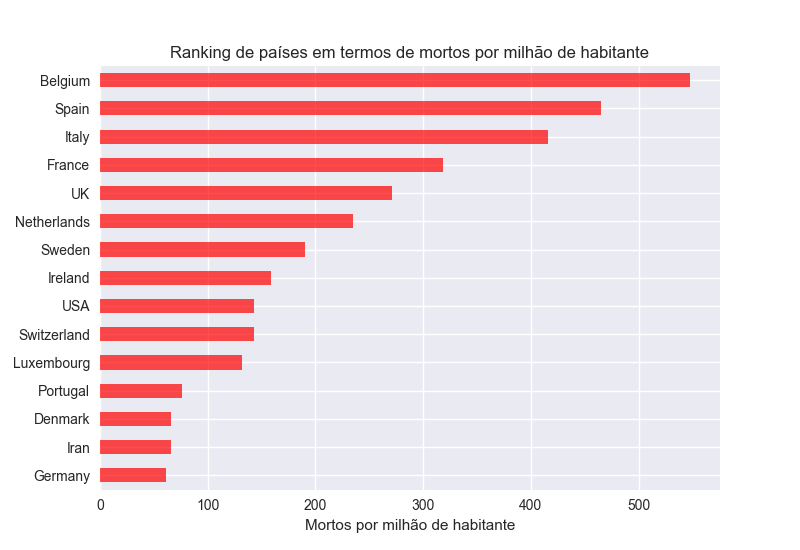 Ranking de países em termos de mortos por milhão de habitante
Belgium
Spain
Italy
France
UK
Netherlands
Sweden
Ireland
USA
Switzerland
Luxembourg
Portugal
Denmark
Iran
Germany
0 100 200 300 400 500
Mortos por milhão de habitante